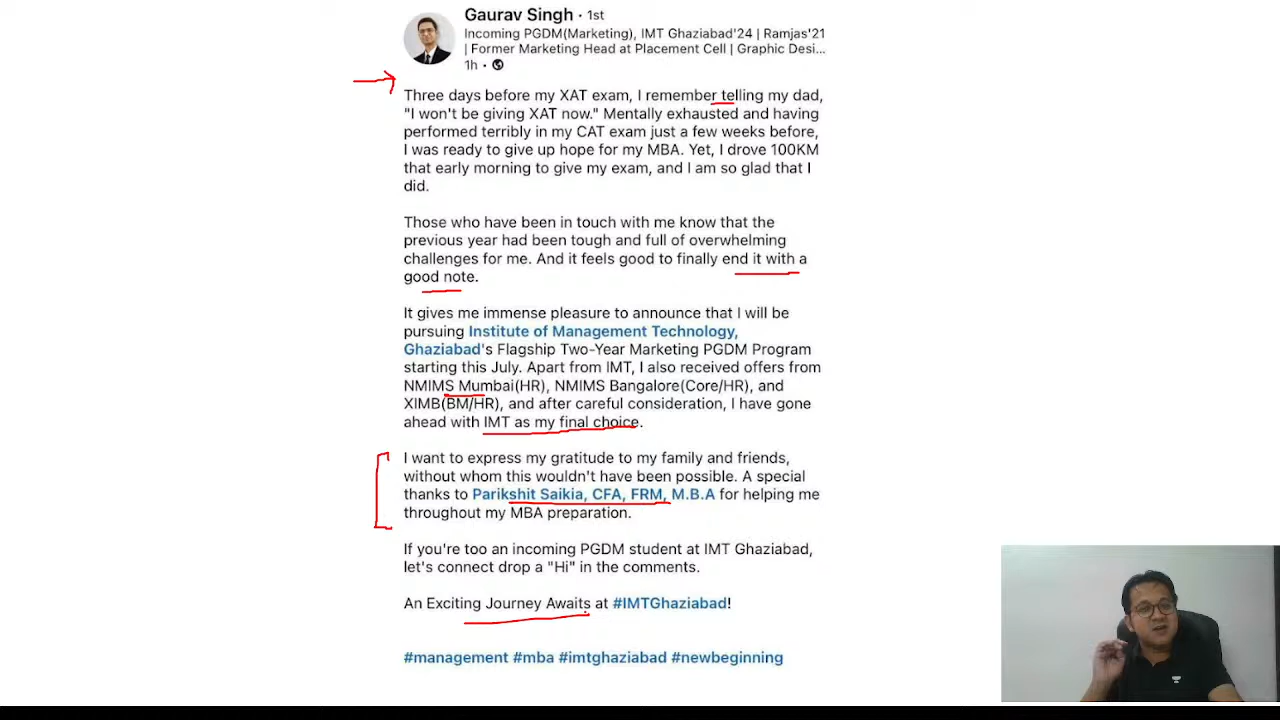 Gaurav Singh · 1st
Incoming PGDM(Marketing), IMT Ghaziabad'24 | Ramjas'21
| Former Marketing Head at Placement Cell | Graphic Desi...
1h ·
Three days before my XAT exam, I remember telling my dad,
"I won't be giving XAT now." Mentally exhausted and having
performed terribly in my CAT exam just a few weeks before,
I was ready to give up hope for my MBA. Yet, I drove 100KM
that early morning to give my exam, and I am so glad that I
did.
Those who have been in touch with me know that the
previous year had been tough and full of overwhelming
challenges for me. And it feels good to finally end it with a
good note.
It gives me immense pleasure to announce that I will be
pursuing Institute of Management Technology,
Ghaziabad's Flagship Two-Year Marketing PGDM Program
starting this July. Apart from IMT, I also received offers from
NMIMS Mumbai(HR), NMIMS Bangalore(Core/HR), and
XIMB(BM/HR), and after careful consideration, I have gone
ahead with IMT as my final choice.
I want to express my gratitude to my family and friends,
without whom this wouldn't have been possible. A special
thanks to Parikshit Saikia, CFA, FRM, M.B.A for helping me
throughout my MBA preparation.
If you're too an incoming PGDM student at IMT Ghaziabad,
let's connect drop a "Hi" in the comments.
An Exciting Journey Awaits at #IMTGhaziabad!
#management #mba #imtghaziabad #newbeginning